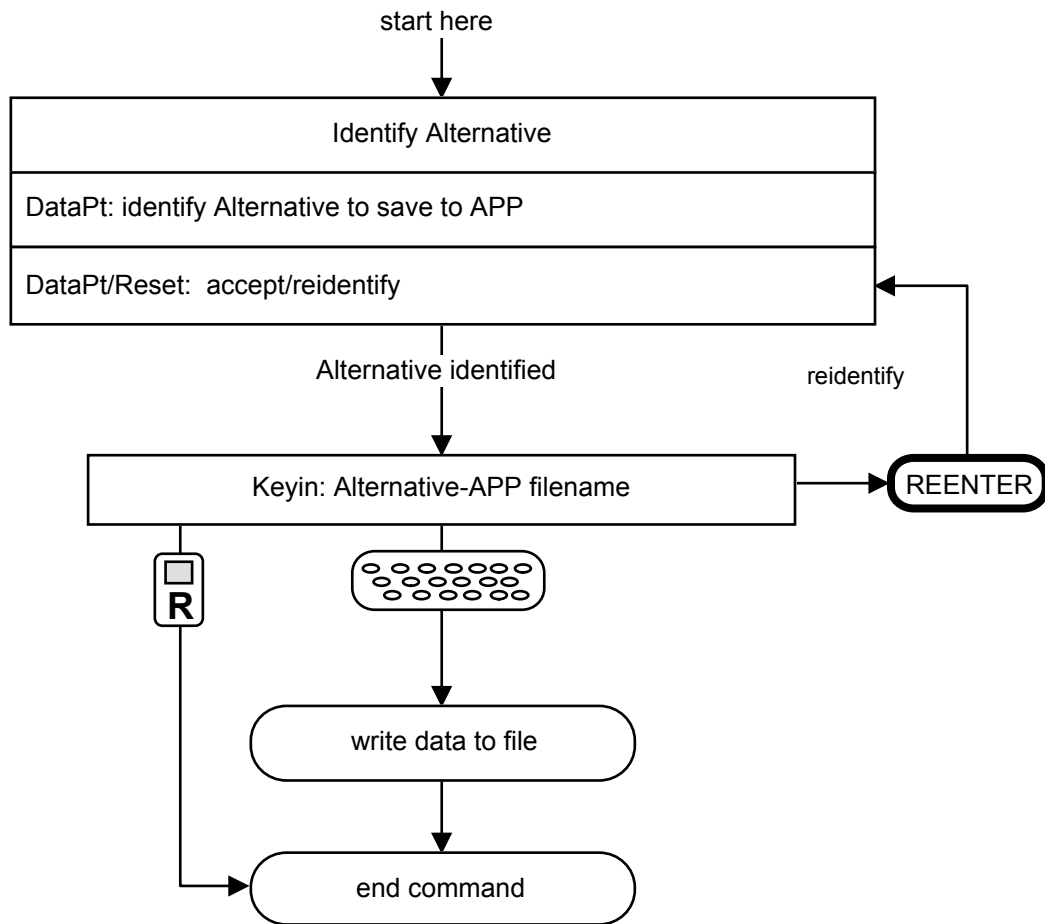 start here
Identify Alternative
DataPt: identify Alternative to save to APP
DataPt/Reset:  accept/reidentify
Alternative identified
reidentify
Keyin: Alternative-APP filename
REENTER
R
write data to file
end command